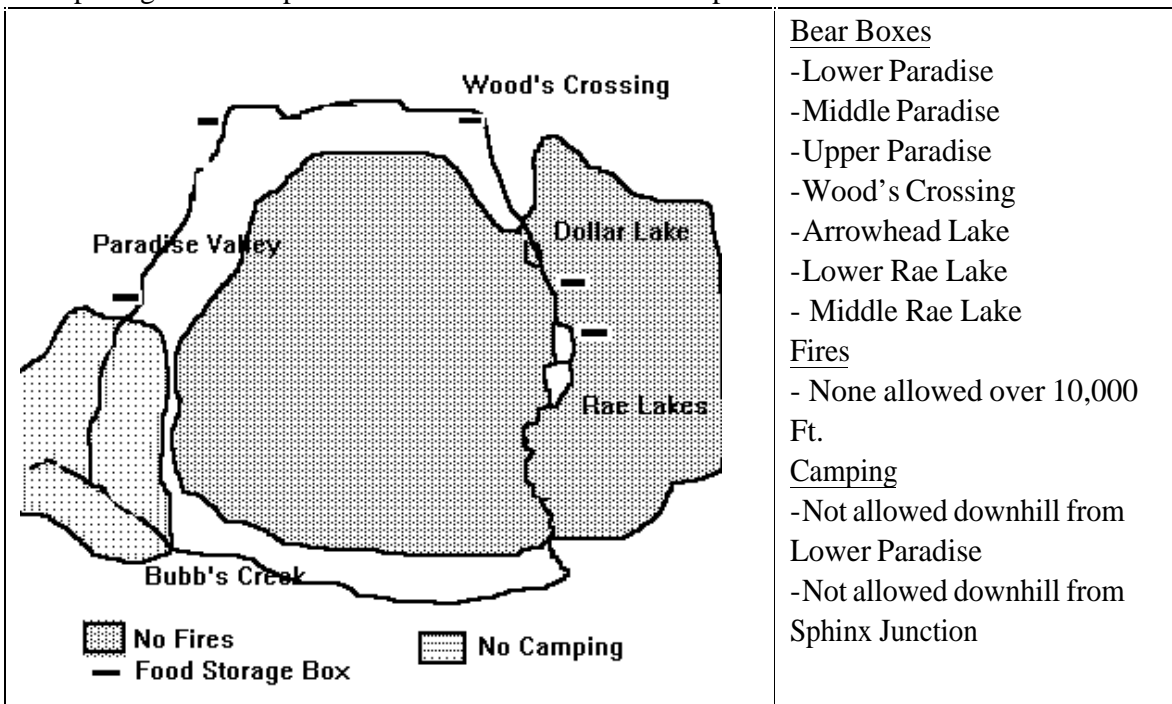 Wood's Crossing
Dollar Lake
Paradise Valley
Rae Lakes
Bubb's Creek
No Fires
No Camping
Food Storage Box
Bear Boxes
-Lower Paradise
-Middle Paradise
-Upper Paradise
-Wood’s Crossing
-Arrowhead Lake
-Lower Rae Lake
- Middle Rae Lake
Fires
- None allowed over 10,000
Ft.
Camping
-Not allowed downhill from
Lower Paradise
-Not allowed downhill from
Sphinx Junction